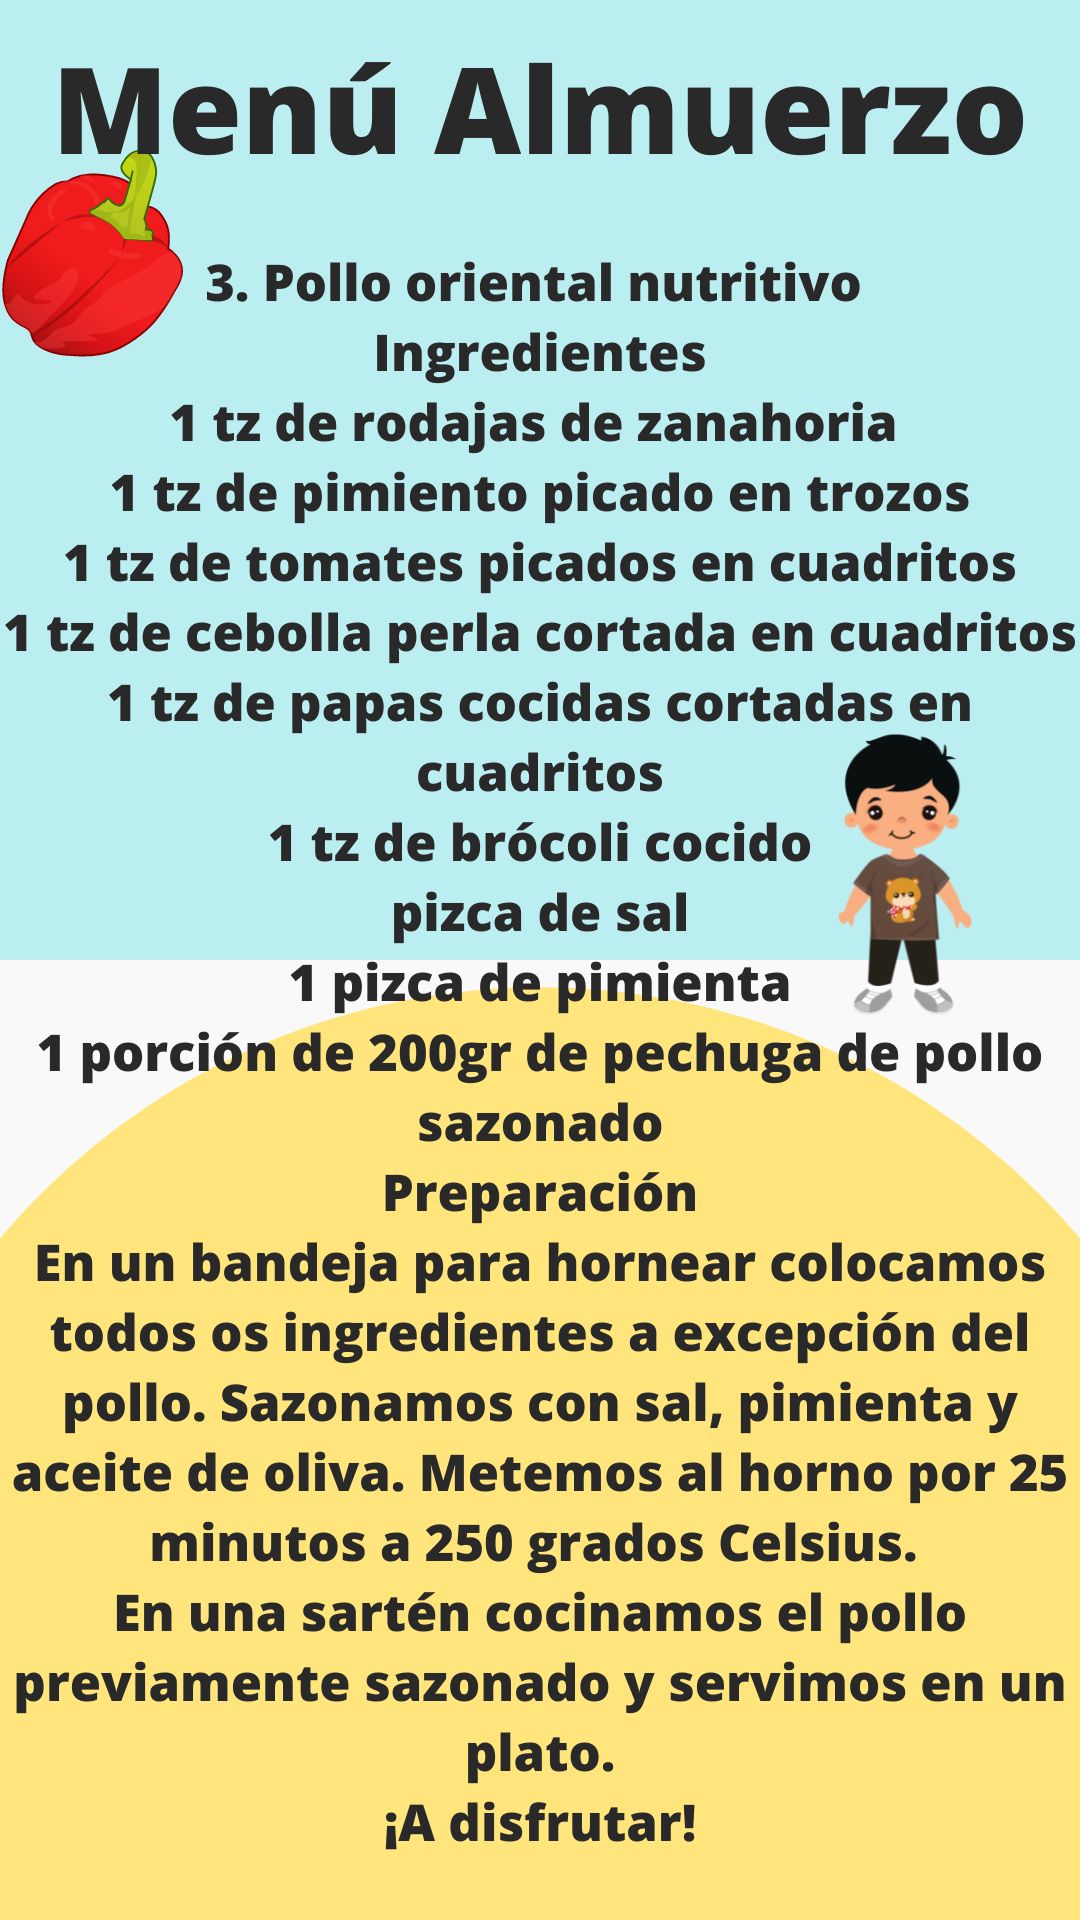 Menú Almuerzo
3. Pollo oriental nutritivo
Ingredientes
1 tz de rodajas de zanahoria
1 tz de pimiento picado en trozos
1 tz de tomates picados en cuadritos
1 tz de cebolla perla cortada en cuadritos
1 tz de papas cocidas cortadas en
cuadritos
1 tz de brócoli cocido
pizca de sal
1 pizca de pimienta
1 porción de 200gr de pechuga de pollo
sazonado
Preparación
En un bandeja para hornear colocamos
todos os ingredientes a excepción del
pollo. Sazonamos con sal, pimienta y
aceite de oliva. Metemos al horno por 25
minutos a 250 grados Celsius.
En una sartén cocinamos el pollo
previamente sazonado y servimos en un
plato.
¡A disfrutar!